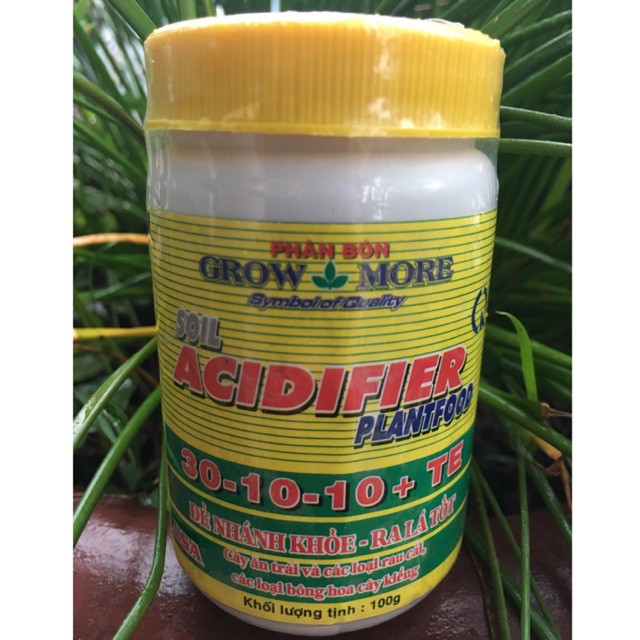 PHÂN BÓN
GROW MORE
Symbol of Quality
SOIL
ACIDIFIER
PLANTFOOD
30-10-10+ TE
ĐẺ NHÁNH KHỎE - RA LÁ TỐT
Cây ăn trái và các loại rau cải,
các loại bông hoa cây kiểng
Khối lượng tịnh : 100g